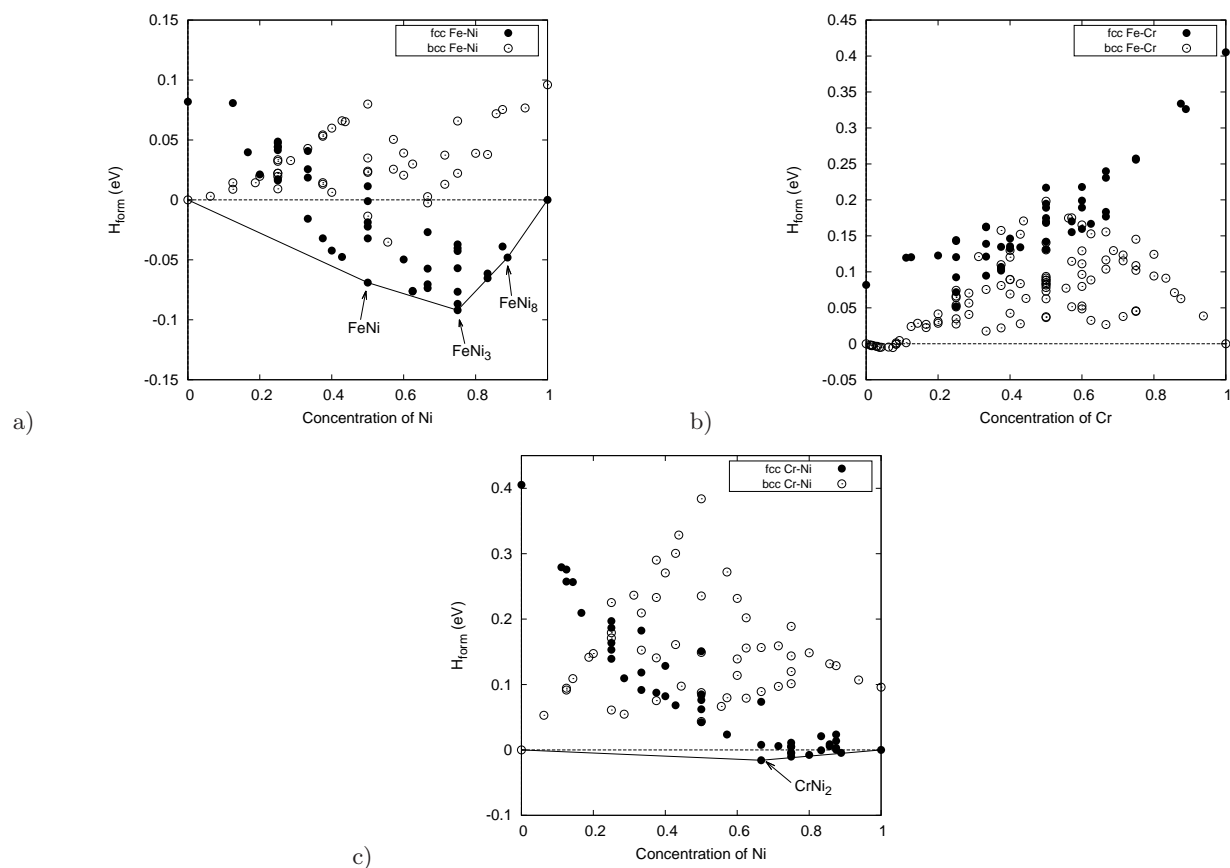 0.15
0.1
0.05
0
-0.05
-0.1
-0.15
H_form (eV)
fcc Fe-Ni
bcc Fe-Ni
FeNi
FeNi_3
FeNi_8
0 0.2 0.4 0.6 0.8 1
Concentration of Ni
a)
0.45
0.4
0.35
0.3
0.25
0.2
0.15
0.1
0.05
0
-0.05
H_form (eV)
fcc Fe-Cr
bcc Fe-Cr
0 0.2 0.4 0.6 0.8 1
Concentration of Cr
b)
0.4
0.3
0.2
0.1
0
-0.1
H_form (eV)
fcc Cr-Ni
bcc Cr-Ni
CrNi_2
0 0.2 0.4 0.6 0.8 1
Concentration of Ni
c)